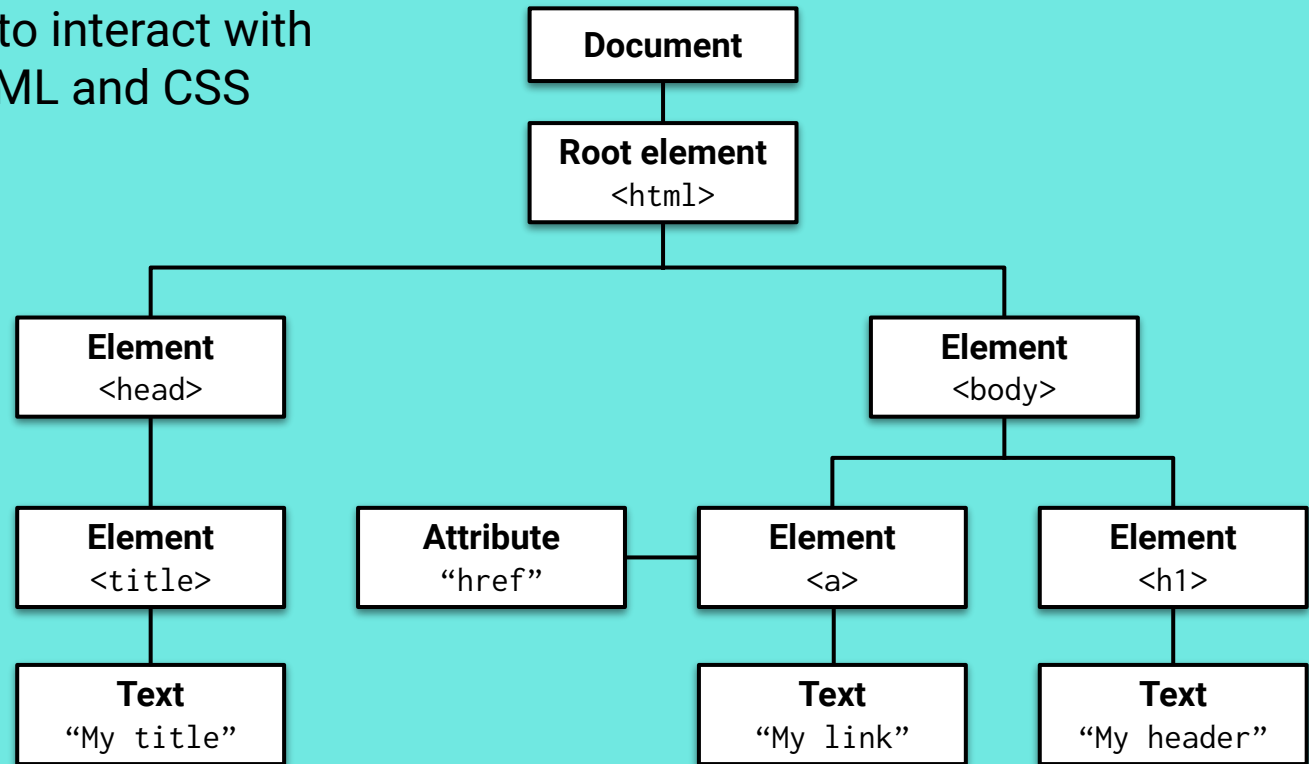 to interact with
ML and CSS
Document
Root element
<html>
Element
<head>
Element
<body>
Element
<title>
Attribute
“href”
Element
<a>
Element
<h1>
Text
“My title”
Text
“My link”
Text
“My header”